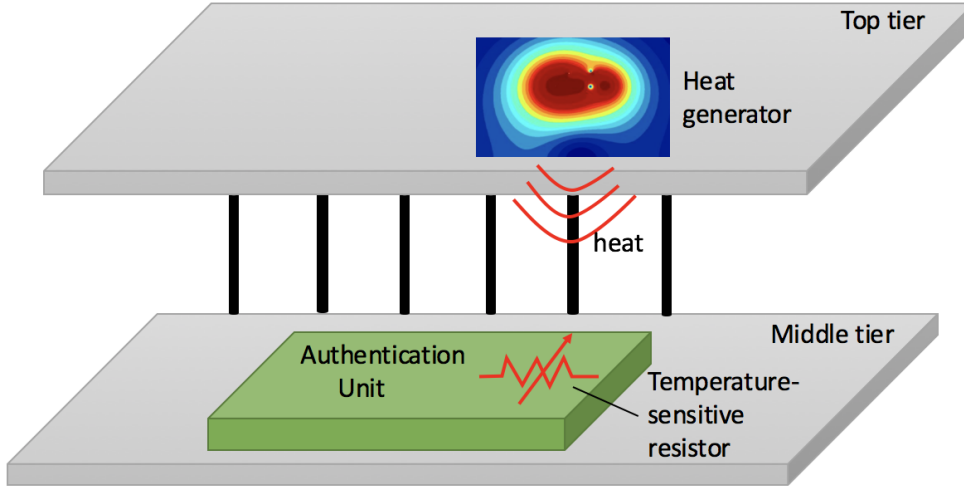 Top tier
Heat
generator
heat
Middle tier
Authentication
Unit
Temperature-
sensitive
resistor